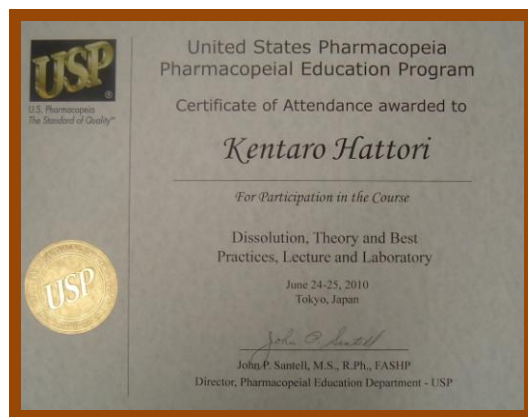 USP
®
U.S. Pharmacopeia
The Standard of Quality™
United States Pharmacopeia
Pharmacopeial Education Program
Certificate of Attendance awarded to
Kentaro Hattori
For Participation in the Course
Dissolution, Theory and Best
Practices, Lecture and Laboratory
June 24-25, 2010
Tokyo, Japan
USP
John P. Santell, M.S., R.Ph., FASHP
Director, Pharmacopeial Education Department - USP